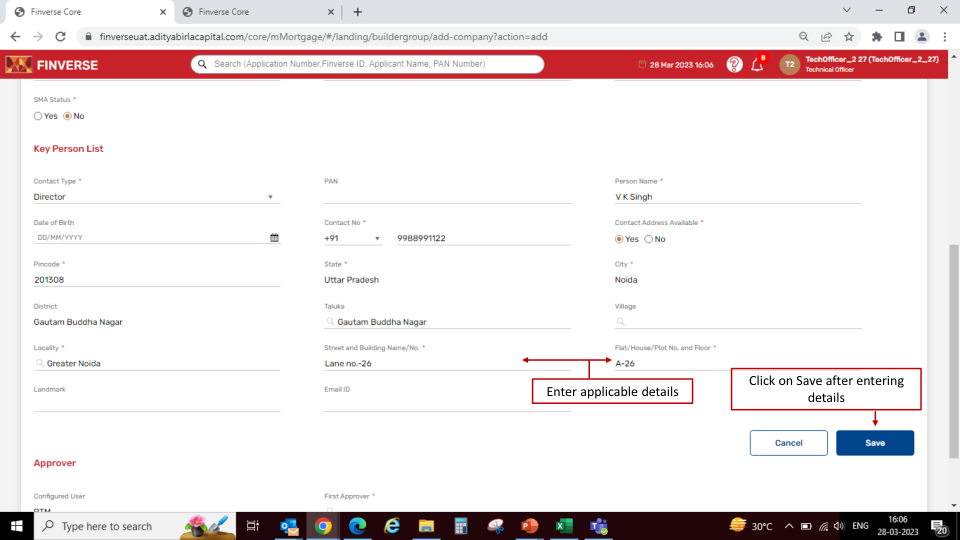 Finverse Core
Finverse Core
finverseuat.adityabirlacapital.com/core/mMortgage/#/landing/buildergroup/add-company?action=add
FINVERSE
Search (Application Number,Finverse ID, Applicant Name, PAN Number)
28 Mar 2023 16:06
8
T2
TechOfficer_2 27 (TechOfficer_2_27)
Technical Officer
SMA Status *
Yes No
Key Person List
Contact Type * PAN Person Name *
Director V K Singh
Date of Birth Contact No * Contact Address Available *
DD/MM/YYYY +91 9988991122 Yes No
Pincode * State * City *
201308 Uttar Pradesh Noida
District Taluka Village
Gautam Buddha Nagar Gautam Buddha Nagar
Locality * Street and Building Name/No. * Flat/House/Plot No. and Floor *
Greater Noida Lane no.-26 A-26
Landmark Email ID
Enter applicable details
Click on Save after entering
details
Cancel Save
Approver
Configured User First Approver *
RTM
Type here to search
30°C
ENG
16:06
28-03-2023
20